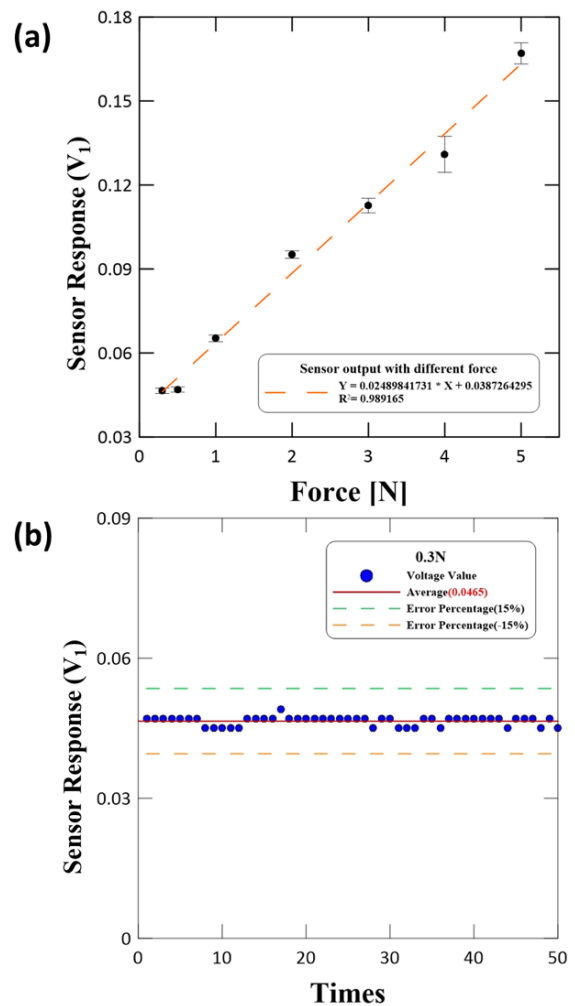 (a)
0.18
0.15
0.12
0.09
0.06
0.03
Sensor Response (V₁)
Sensor output with different force
Y = 0.02489841731 * X + 0.0387264295
R²= 0.989165
1 2 3 4 5
Force [N]
(b)
0.09
0.06
0.03
0
Sensor Response (V₁)
0.3N
Voltage Value
Average(0.0465)
Error Percentage(15%)
Error Percentage(-15%)
0 10 20 30 40 50
Times